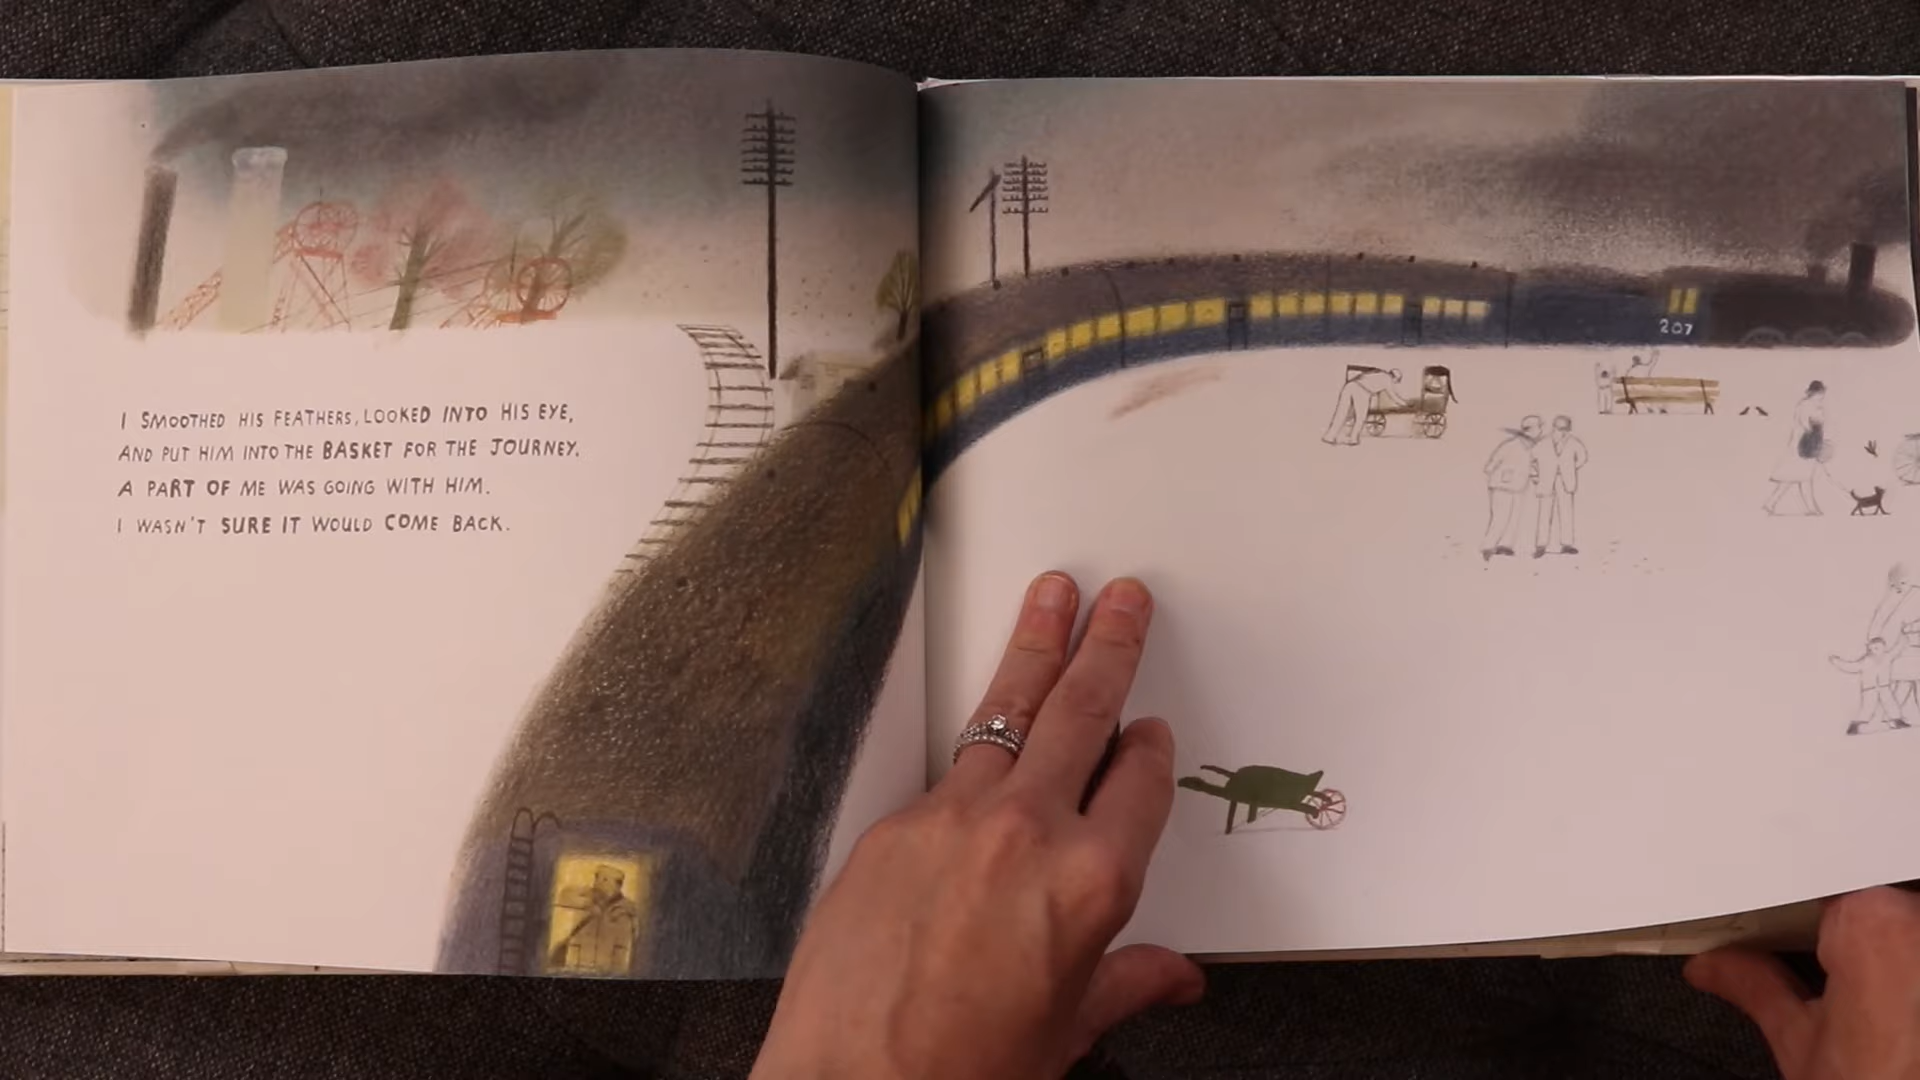 I SMOOTHED HIS FEATHERS, LOOKED INTO HIS EYE,
AND PUT HIM INTO THE BASKET FOR THE JOURNEY.
A PART OF ME WAS GOING WITH HIM.
I WASN'T SURE IT WOULD COME BACK.
207